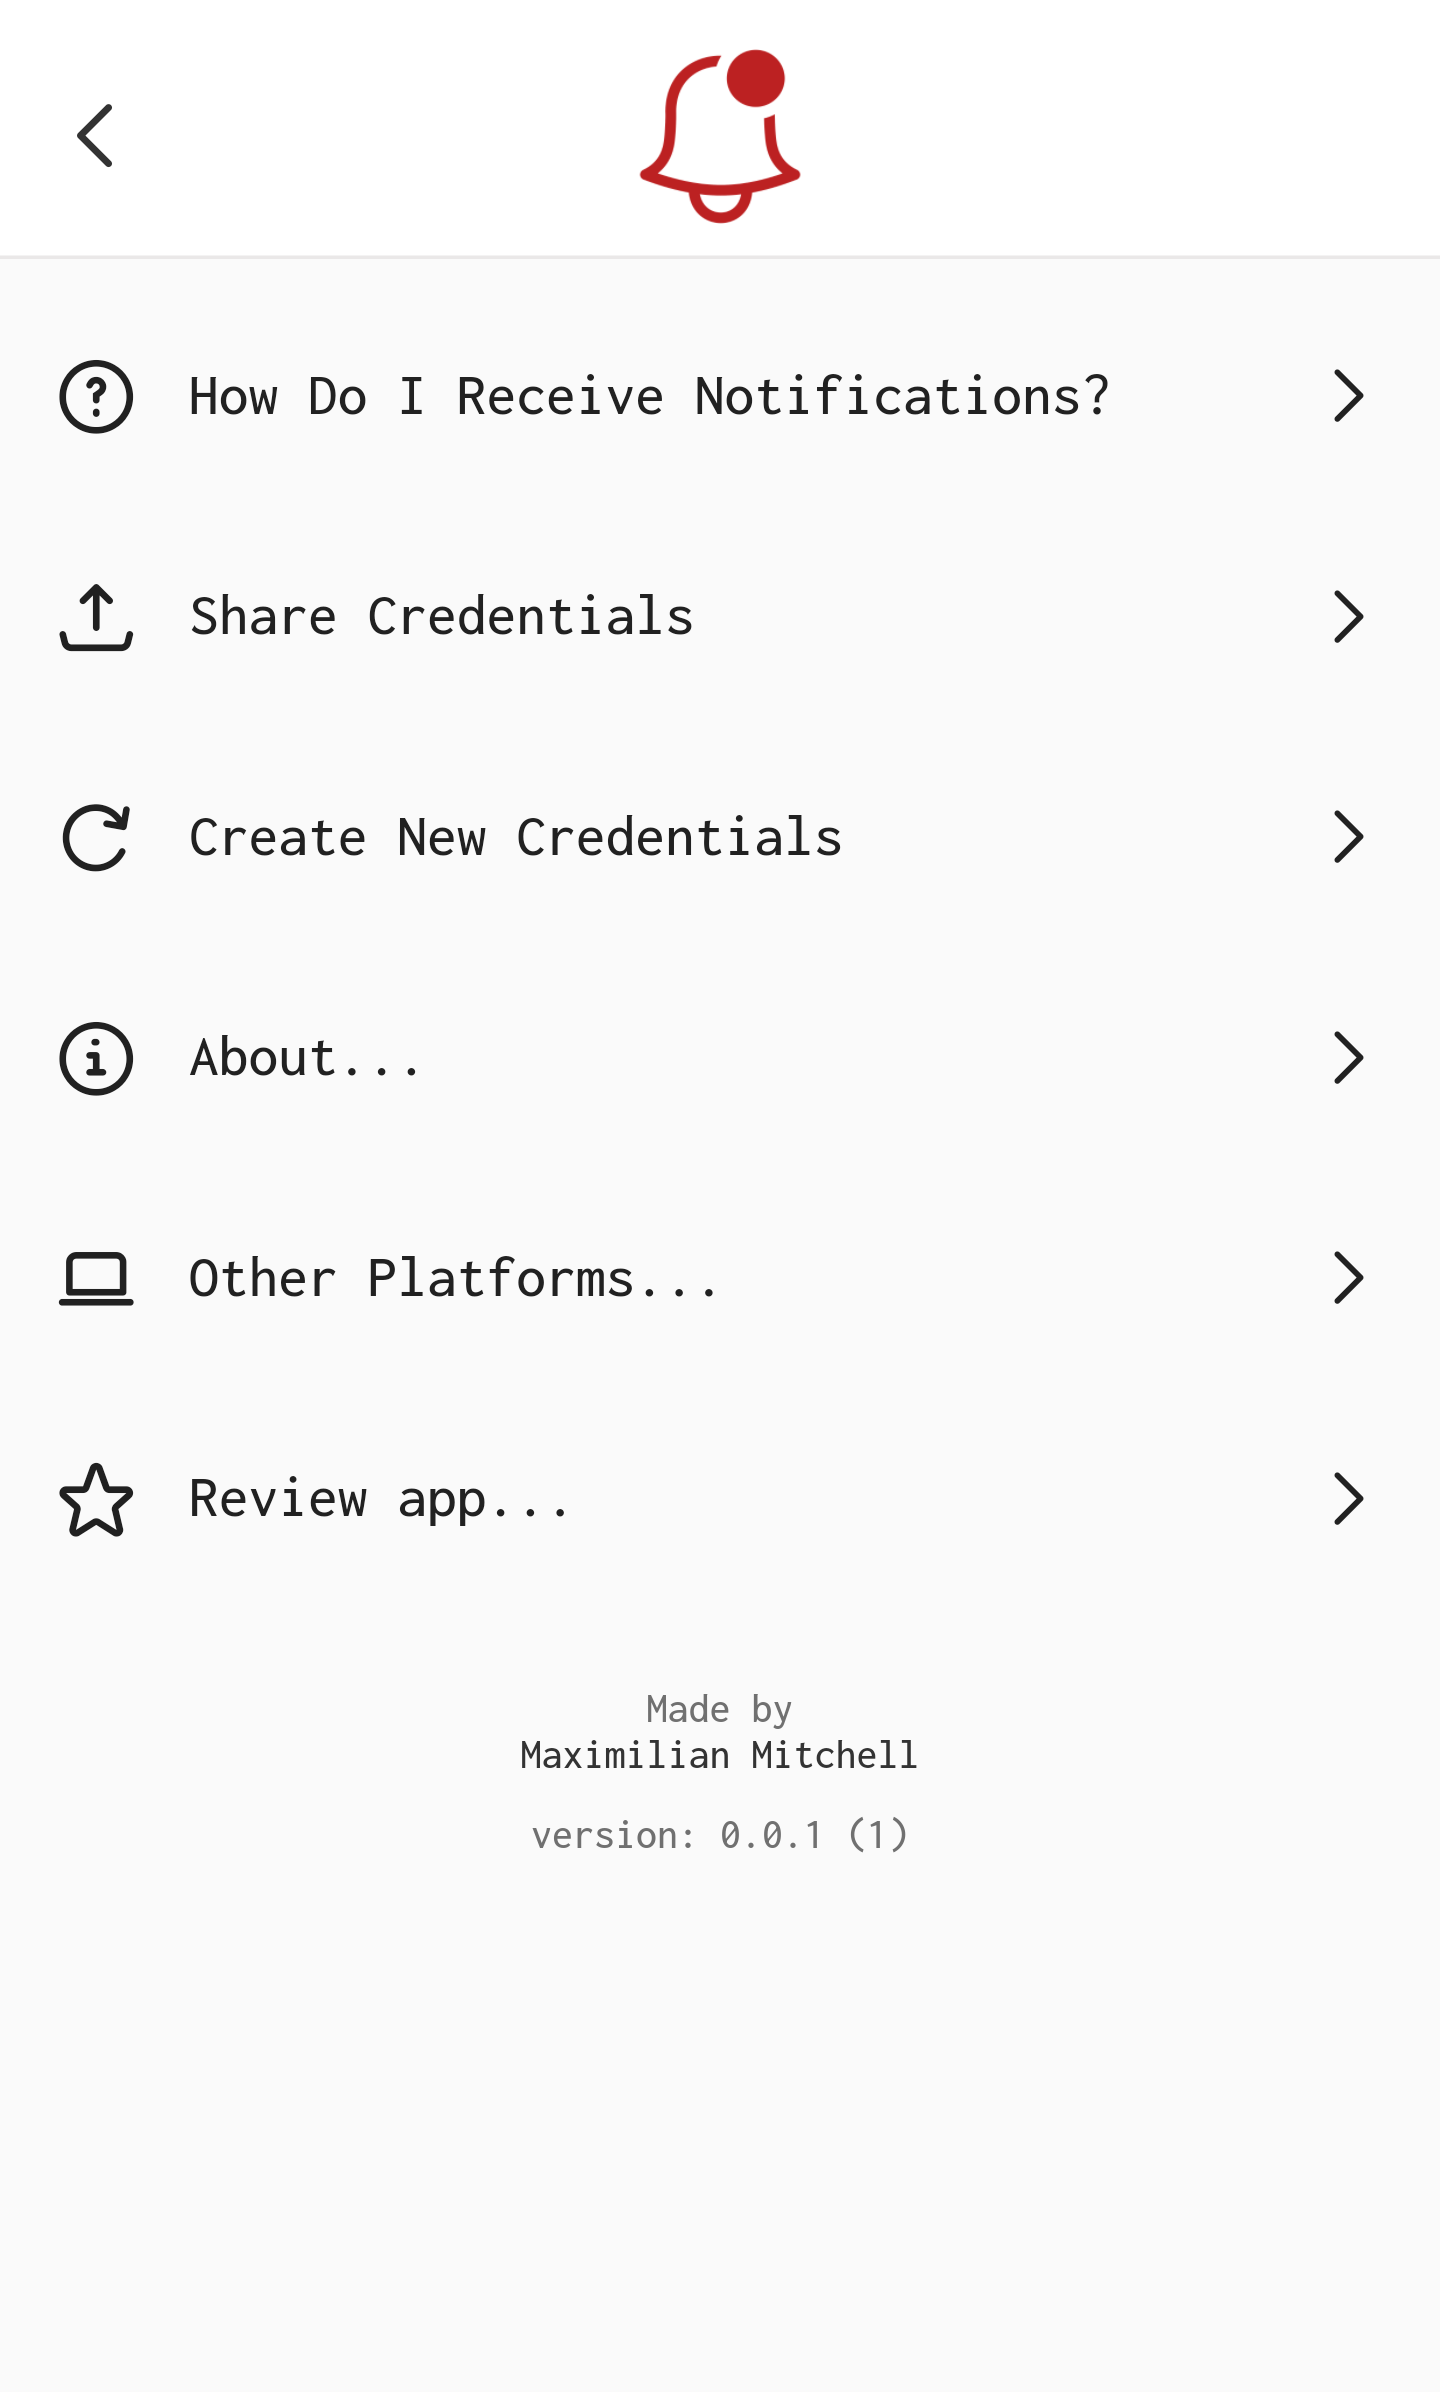 How Do I Receive Notifications?
Share Credentials
Create New Credentials
About...
Other Platforms...
Review app...
Made by
Maximilian Mitchell
version: 0.0.1 (1)